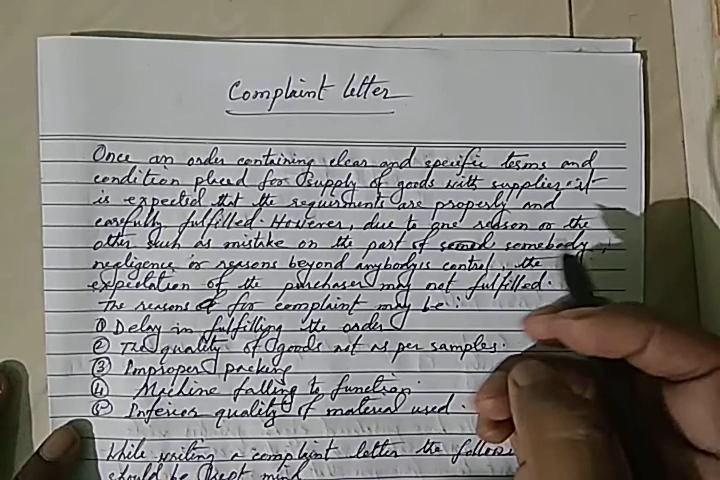 Complaint letter
Once an order containing clear and specific terms and
condition placed for supply of goods with supplier it
is expected that the requirments are properly and
carefully fulfilled. However, due to one reason or the
other such as mistake on the part of somebody,
negligence or reasons beyond anybody's control, the
expectation of the purchaser may not fulfilled.
The reasons for complaint may be:
① Delay in fulfilling the order
② The quality of goods not as per samples.
③ Improper packing
④ Machine falling to function.
⑤ Inferior quality of material used.
While writing a complaint letter the
should be kept mind